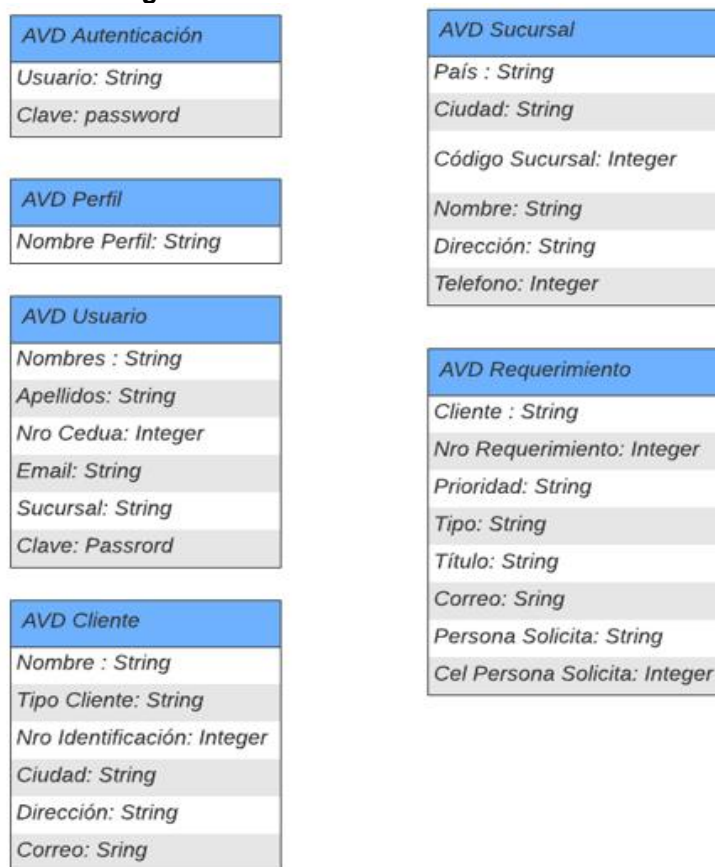 AVD Autenticación
Usuario: String
Clave: password
AVD Perfil
Nombre Perfil: String
AVD Usuario
Nombres : String
Apellidos: String
Nro Cedua: Integer
Email: String
Sucursal: String
Clave: Passrord
AVD Cliente
Nombre : String
Tipo Cliente: String
Nro Identificación: Integer
Ciudad: String
Dirección: String
Correo: Sring
AVD Sucursal
País : String
Ciudad: String
Código Sucursal: Integer
Nombre: String
Dirección: String
Telefono: Integer
AVD Requerimiento
Cliente : String
Nro Requerimiento: Integer
Prioridad: String
Tipo: String
Título: String
Correo: Sring
Persona Solicita: String
Cel Persona Solicita: Integer